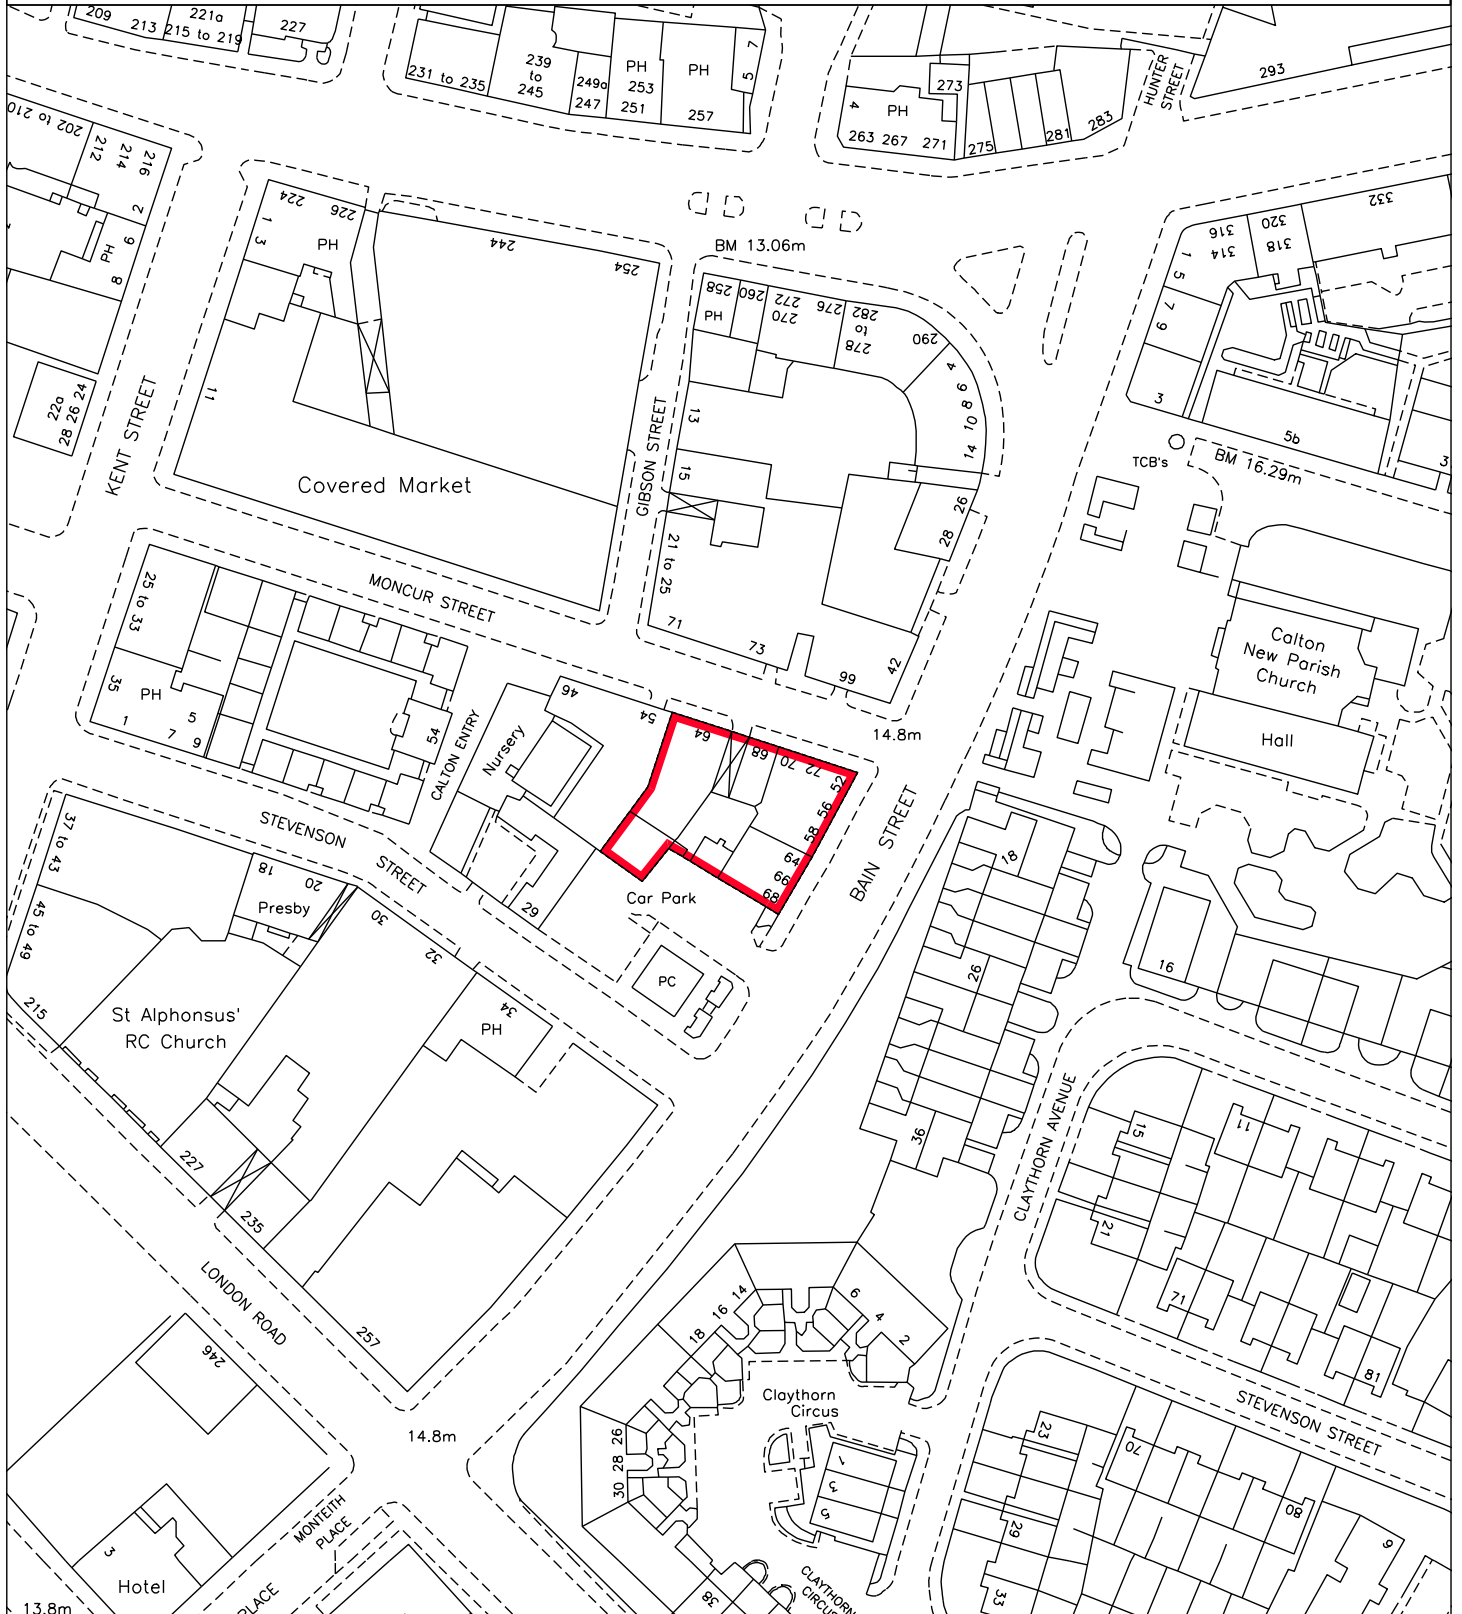 209
213
221a
215 to 219
227
231 to 235
239
to
245
249a
247
PH
253
251
PH
257
7
5
273
4
PH
263 267 271
275
281
283
HUNTER
STREET
293
202 to 210
212
214
216
2
PH
9
8
224
226
1
3
PH
244
254
11
BM 13.06m
258
PH
260
272
270
276
282
to
278
290
4
6
8
10
14
13
15
21 to 25
26
28
71
73
99
42
332
320
318
316
314
1
5
7
9
3
5b
3
TCB's
BM 16.29m
22a
28 26 24
KENT STREET
GIBSON STREET
Covered Market
MONCUR STREET
25 to 33
35
PH
1
5
7
9
54
CALTON ENTRY
Nursery
46
54
64
68
70
72
52
56
58
64
66
68
14.8m
BAIN STREET
Calton
New Parish
Church
Hall
STEVENSON
STREET
37 to 43
45 to 49
18
20
Presby
30
32
34
PH
29
Car Park
PC
18
26
36
16
215
St Alphonsus'
RC Church
227
235
257
LONDON ROAD
246
14.8m
CLAYTHORN AVENUE
15
11
21
71
81
STEVENSON STREET
14
16
18
6
4
2
Claythorn
Circus
26
28
30
38
1
3
5
CLAYTHORN
CIRCUS
23
29
33
70
80
9
MONTEITH
PLACE
PLACE
3
Hotel
13.8m